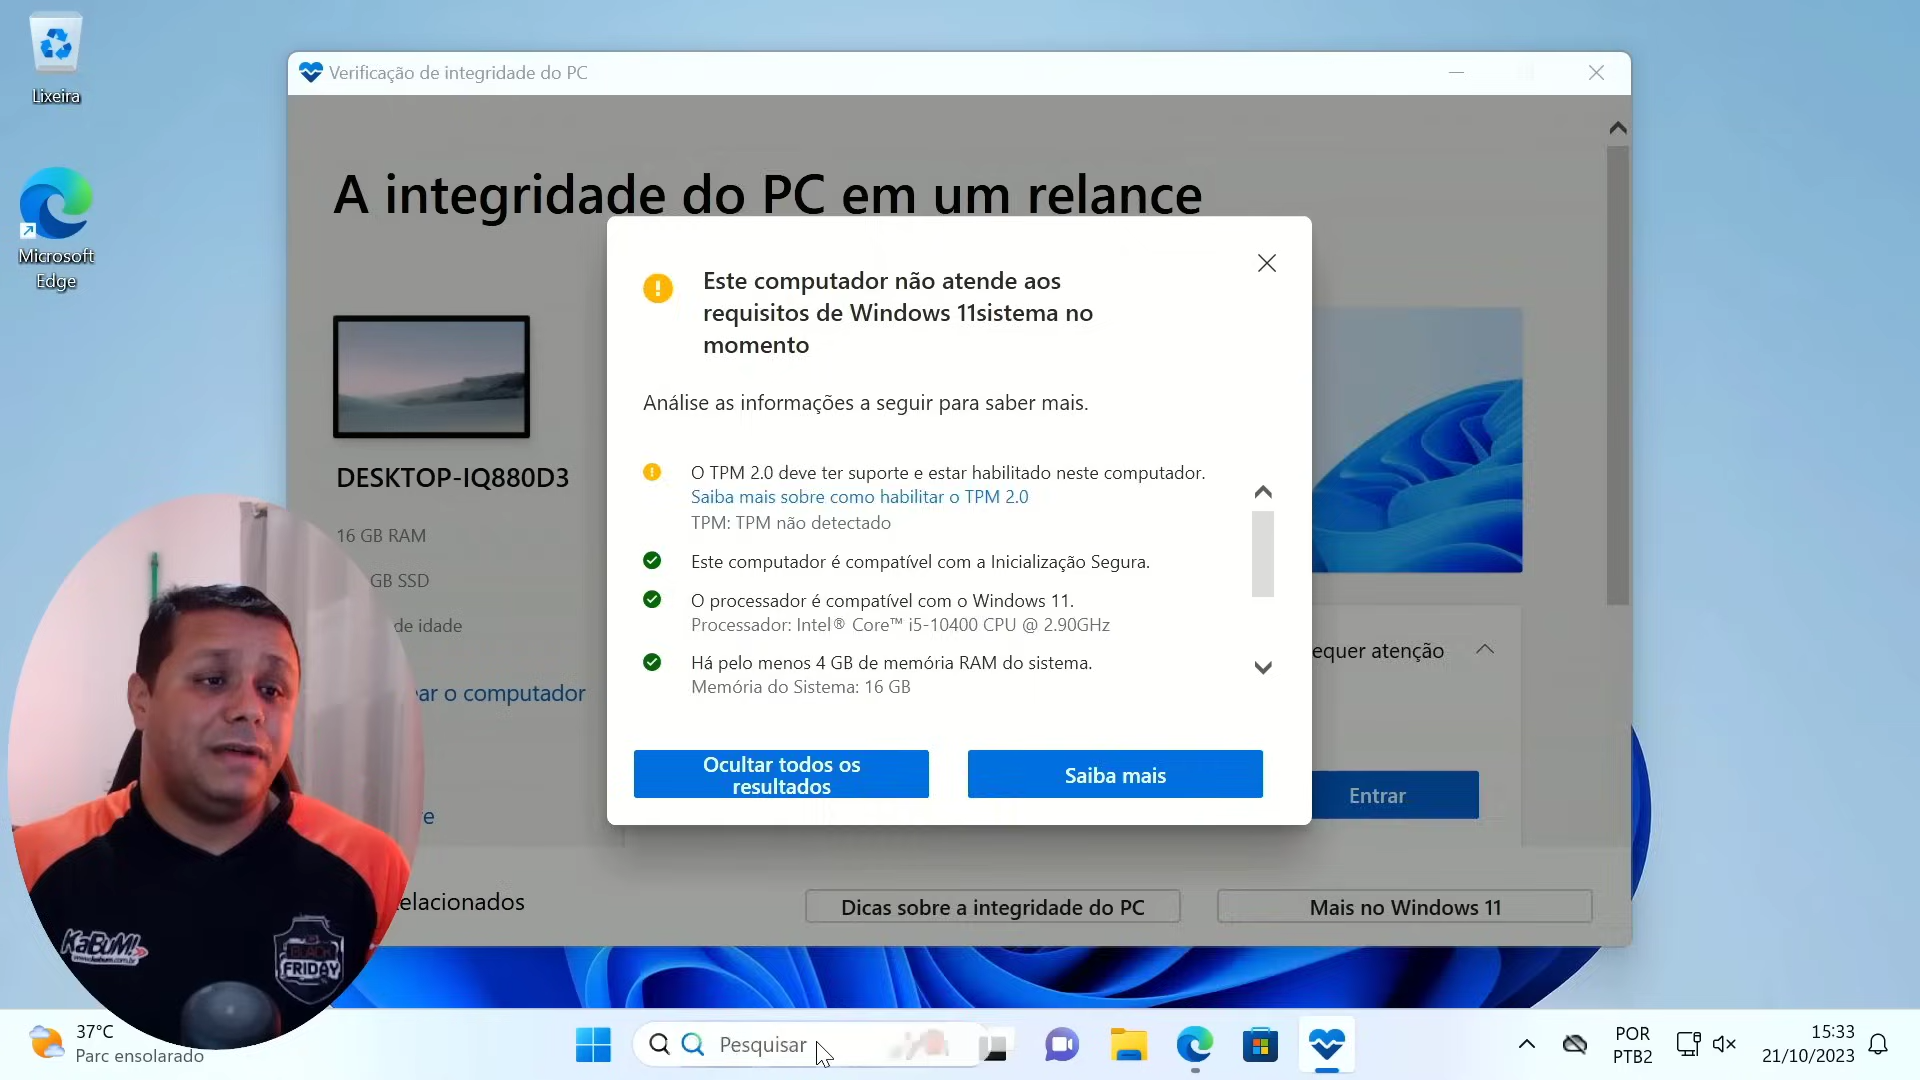 Lixeira
Microsoft
Edge
Verificação de integridade do PC
A integridade do PC em um relance
DESKTOP-IQ880D3
16 GB RAM
GB SSD
de idade
ar o computador
e
elacionados
Este computador não atende aos
requisitos de Windows 11sistema no
momento
Análise as informações a seguir para saber mais.
O TPM 2.0 deve ter suporte e estar habilitado neste computador.
Saiba mais sobre como habilitar o TPM 2.0
TPM: TPM não detectado
Este computador é compatível com a Inicialização Segura.
O processador é compatível com o Windows 11.
Processador: Intel® Core™ i5-10400 CPU @ 2.90GHz
Há pelo menos 4 GB de memória RAM do sistema.
Memória do Sistema: 16 GB
Ocultar todos os
resultados
Saiba mais
equer atenção
Entrar
Dicas sobre a integridade do PC
Mais no Windows 11
KaBuM!
www.kabum.com.br
BLACK
FRIDAY
37°C
Parc ensolarado
Pesquisar
POR
PTB2
15:33
21/10/2023